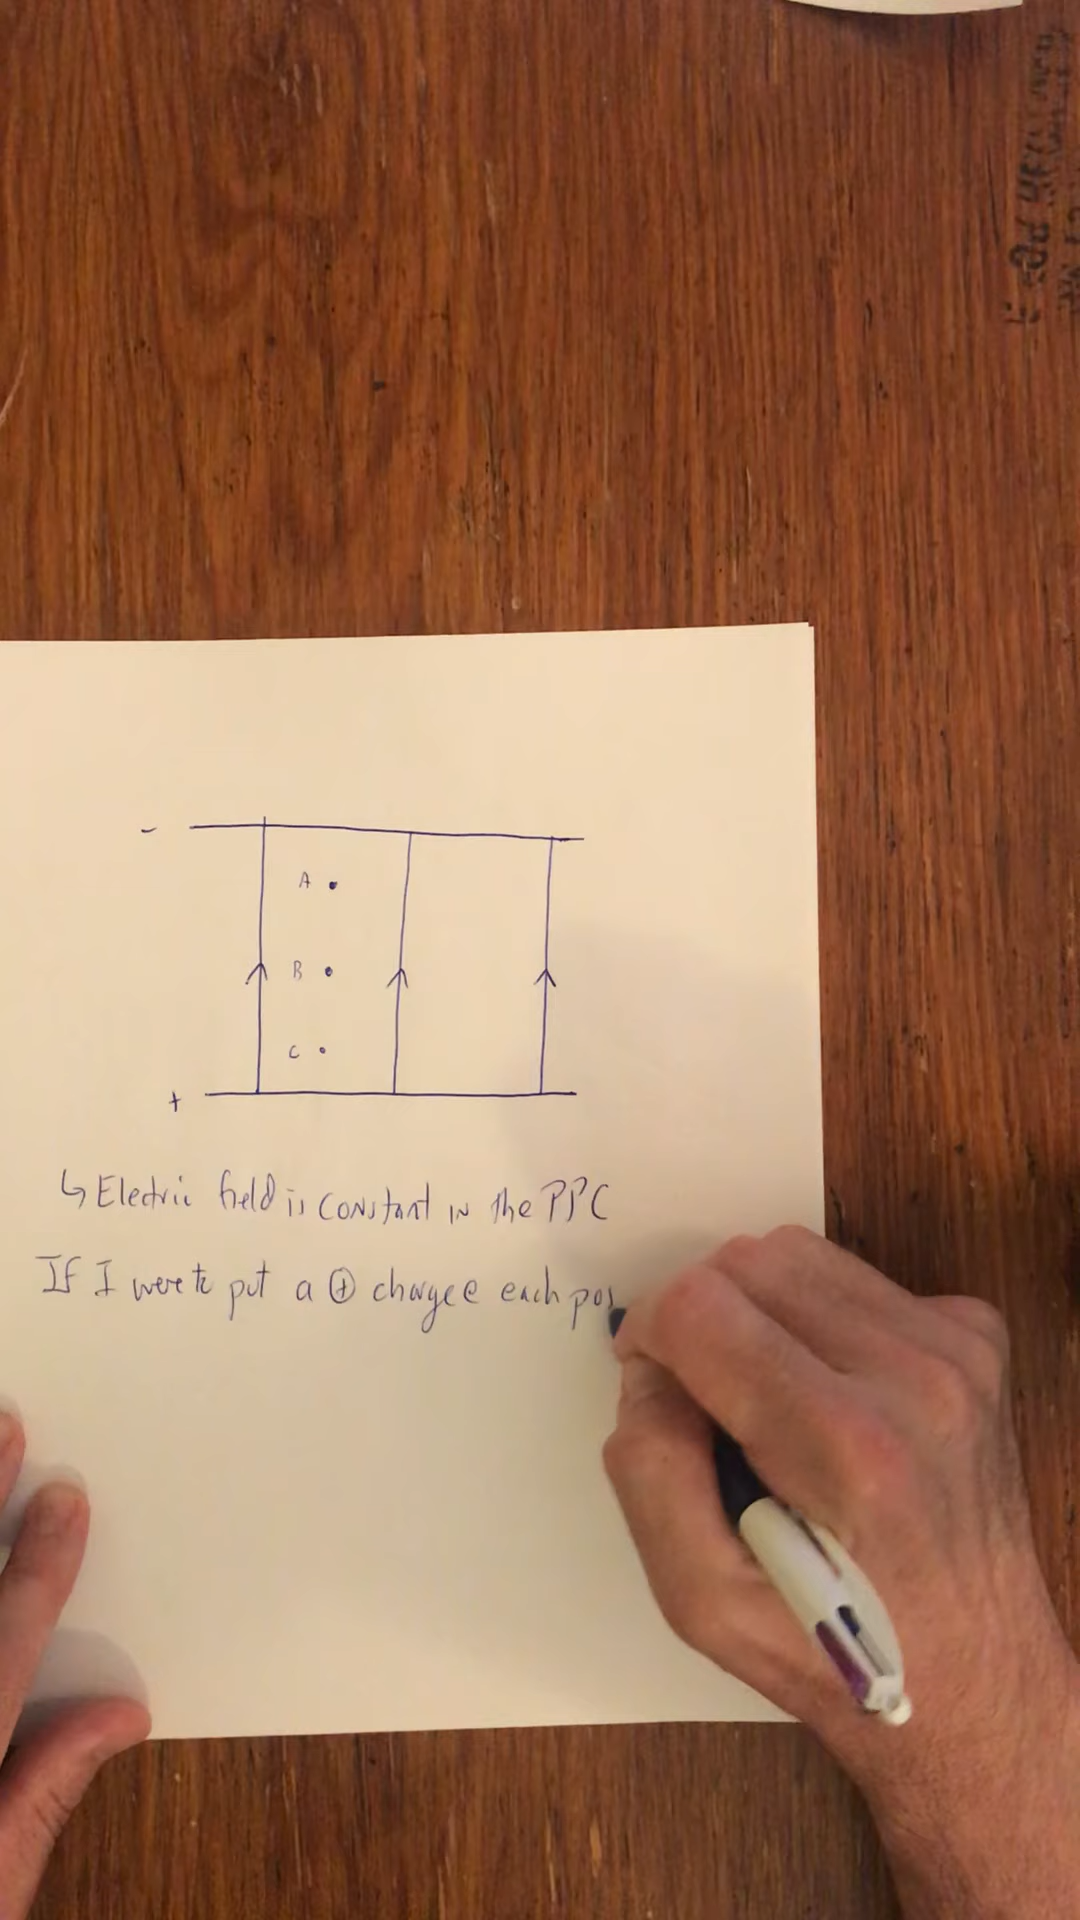 -
A
B
C
+
↳ Electric field is constant in the PPC
If I were to put a ⊕ charge e each pos